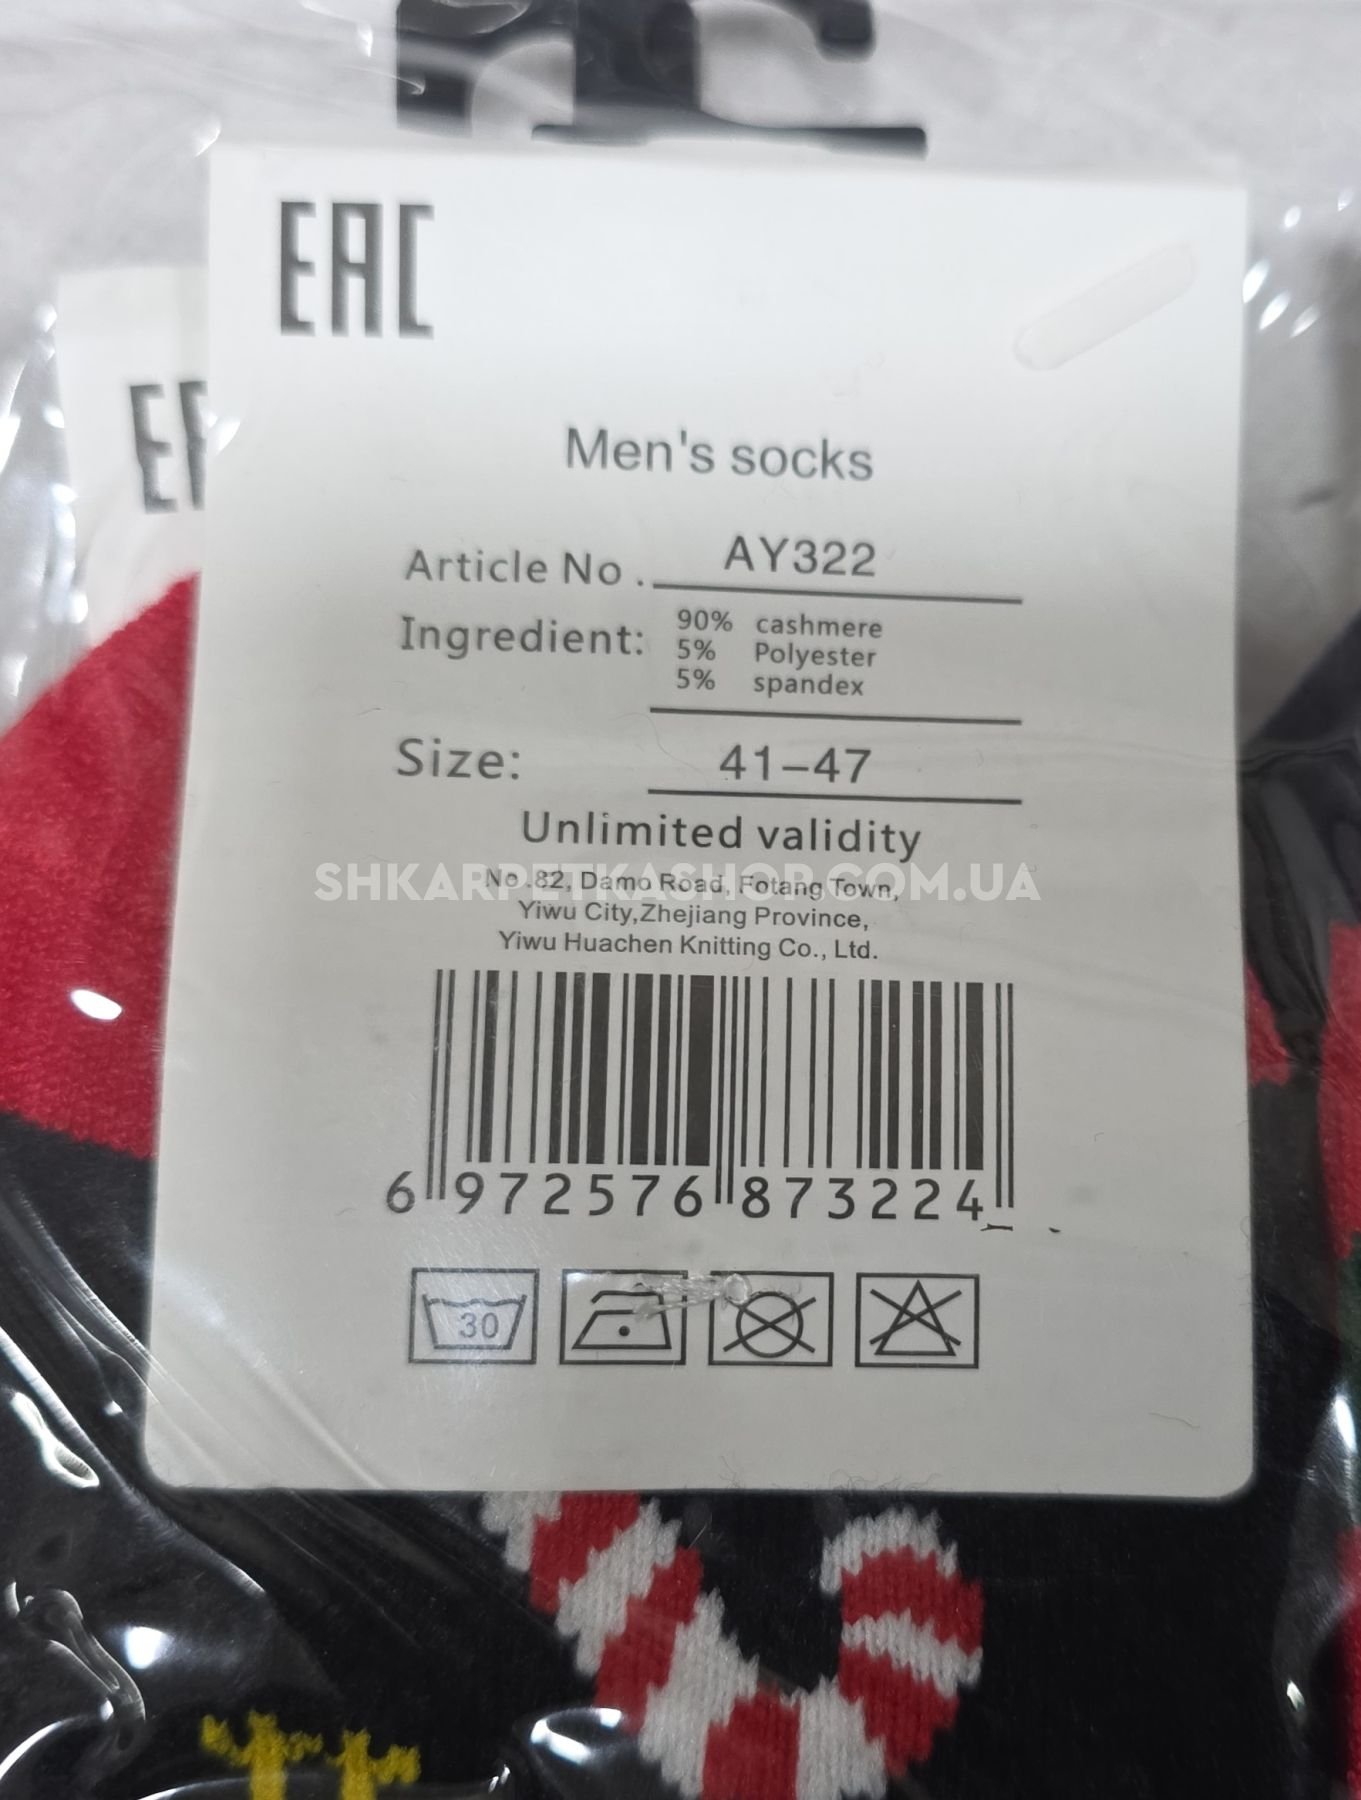 EAC
Men's socks
Article No . AY322
Ingredient: 90% cashmere
5% Polyester
5% spandex
Size: 41-47
Unlimited validity
SHKARPETKASHOP.COM.UA
No .82, Damo Road, Fotang Town,
Yiwu City,Zhejiang Province,
Yiwu Huachen Knitting Co., Ltd.
6 972576 873224
30